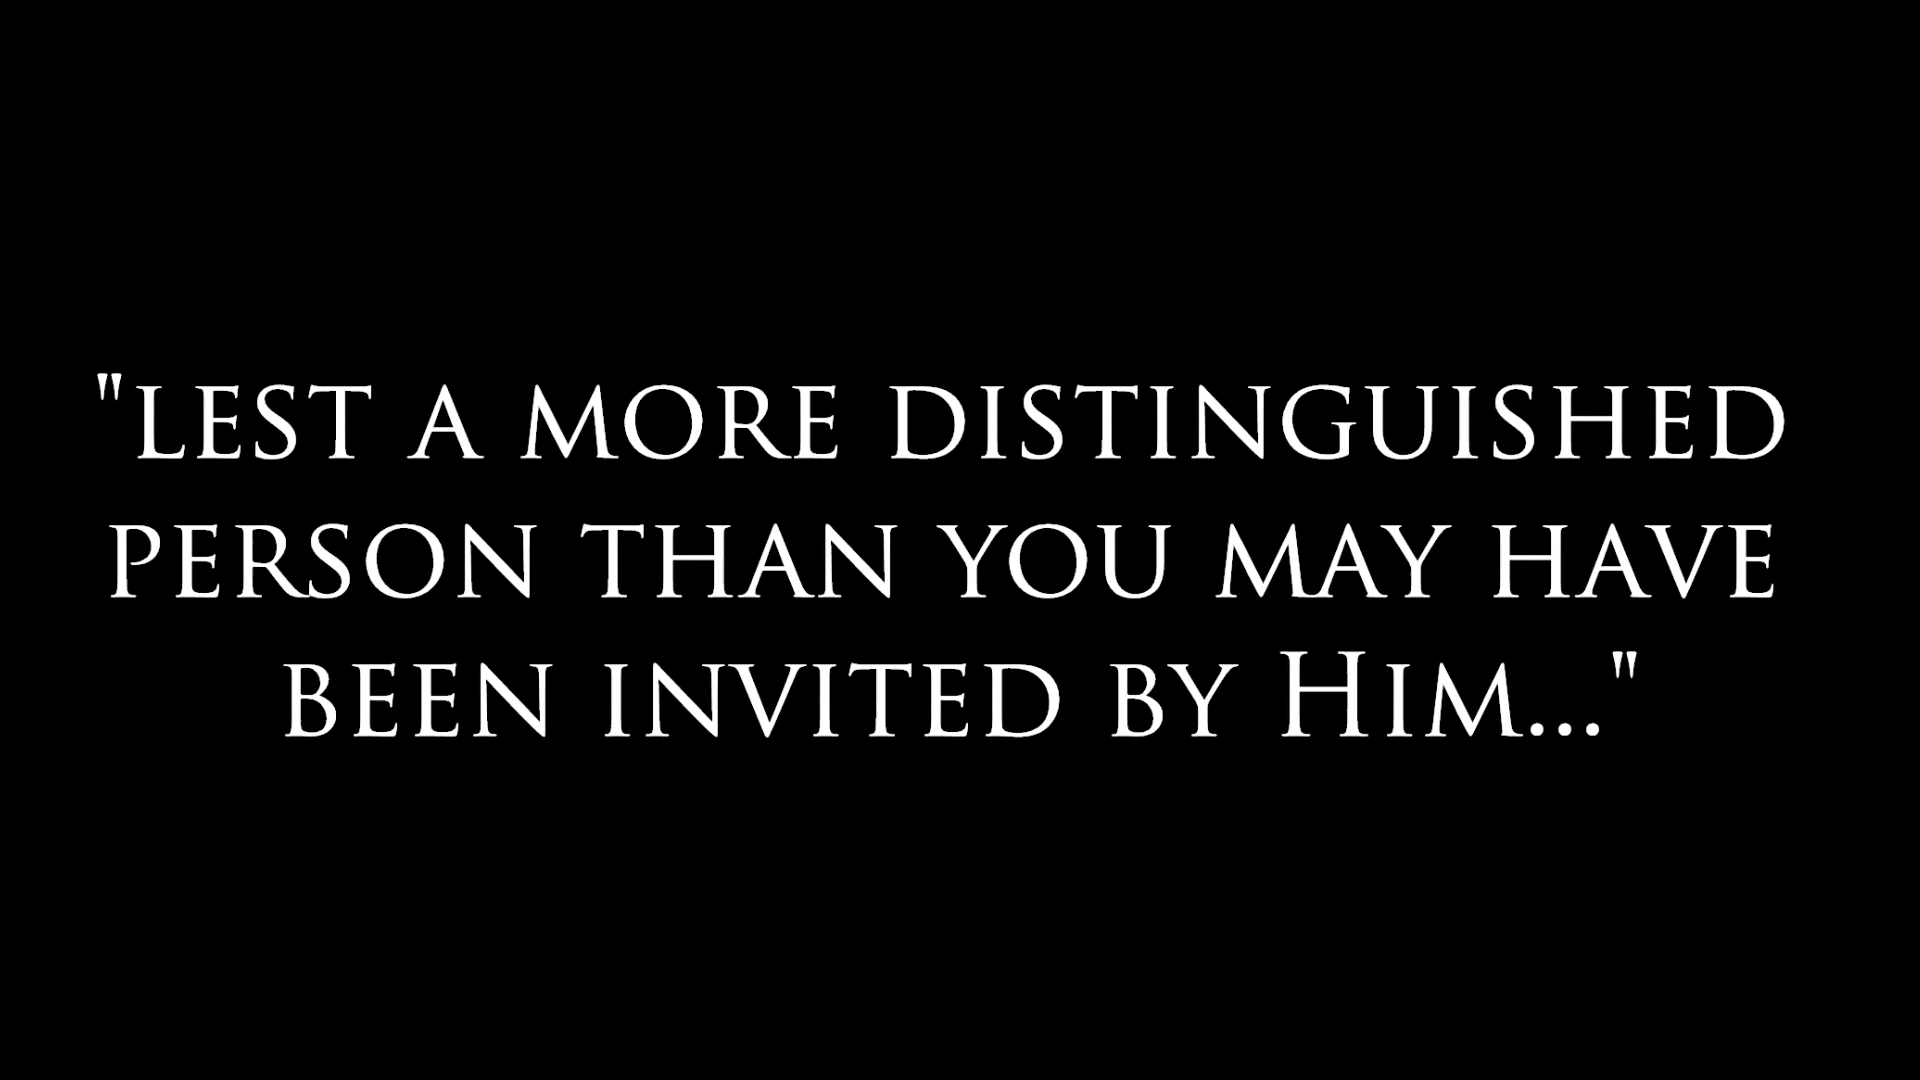 "lest a more distinguished
person than you may have
been invited by Him..."